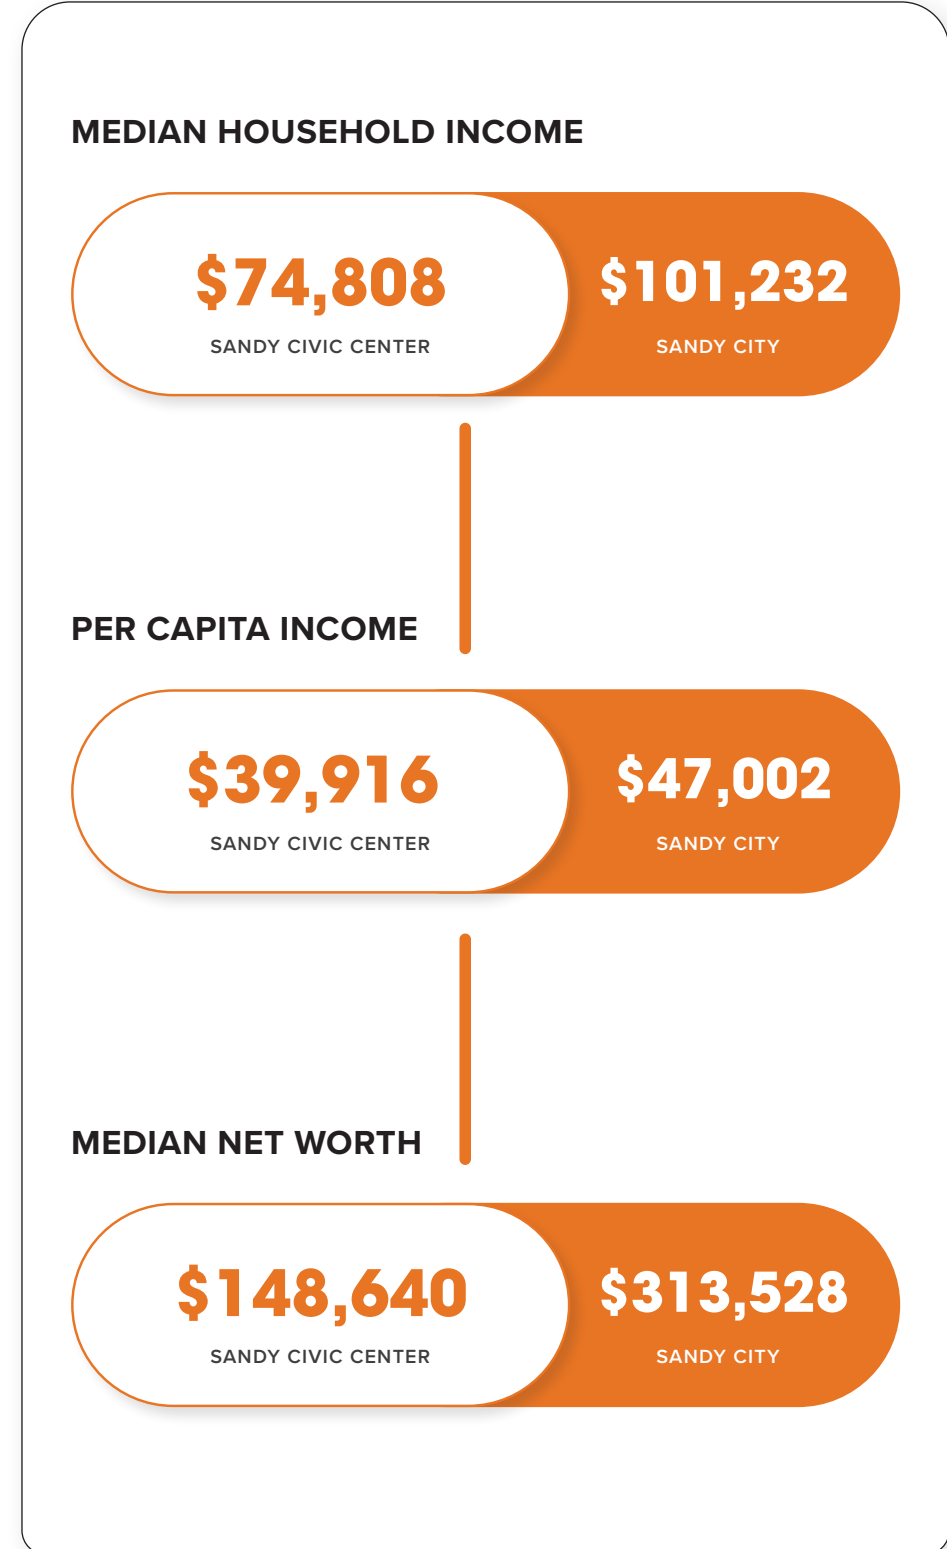 MEDIAN HOUSEHOLD INCOME
$74,808
SANDY CIVIC CENTER
$101,232
SANDY CITY
PER CAPITA INCOME
$39,916
SANDY CIVIC CENTER
$47,002
SANDY CITY
MEDIAN NET WORTH
$148,640
SANDY CIVIC CENTER
$313,528
SANDY CITY